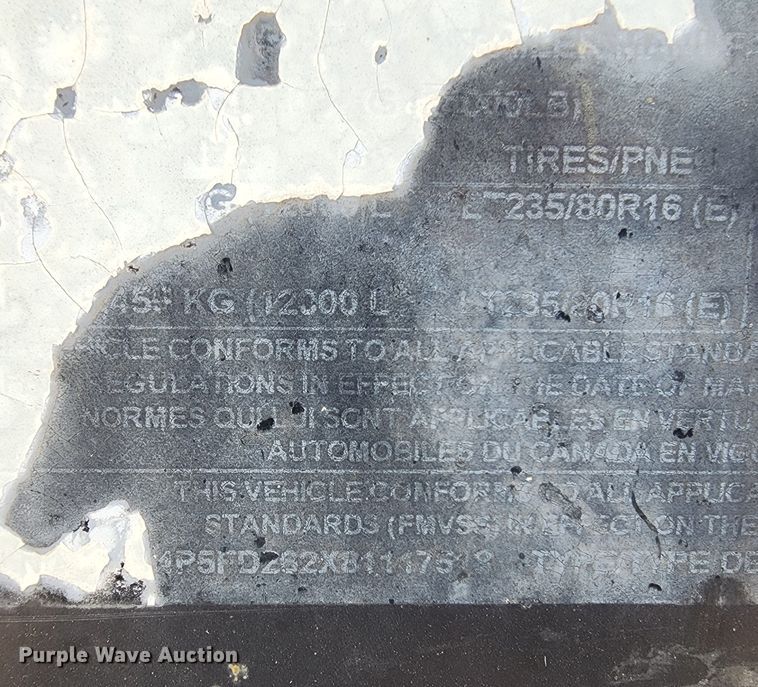 TIRES/PNE
LT235/80R16 (E)
KG (12000 L LT235/80R16 (E)
CLE CONFORMS TO ALL APPLICABLE STANDA
REGULATIONS IN EFFECT ON THE DATE OF MA
NORMES QUI LUI SONT APPLICABLES EN VERTU
AUTOMOBILES DU CANADA EN VIG
THIS VEHICLE CONFORMS TO ALL APPLICA
STANDARDS (FMVSS) IN EFFECT ON THE
TYPE/TYPE DE
Purple Wave Auction